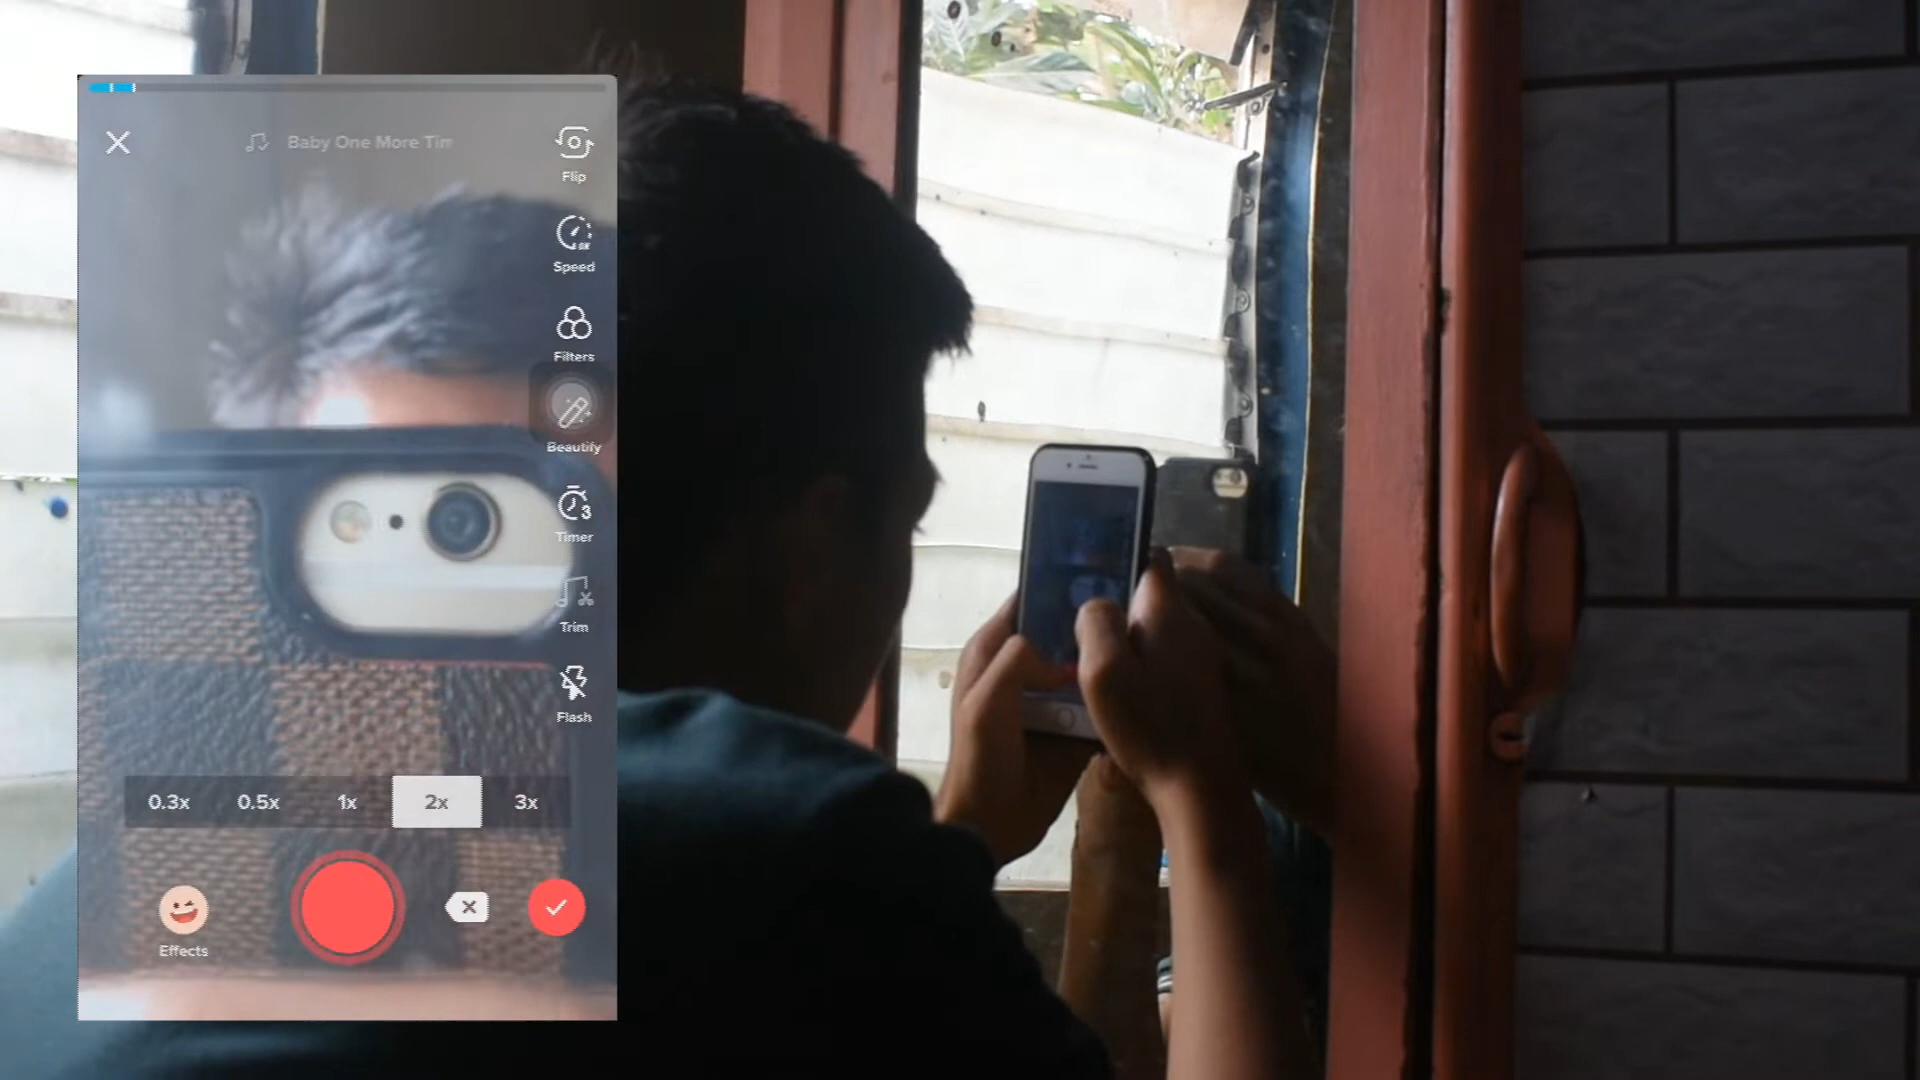 Baby One More Tim
Flip
Speed
Filters
Beautify
3
Timer
Trim
Flash
0.3x 0.5x 1x 2x 3x
Effects